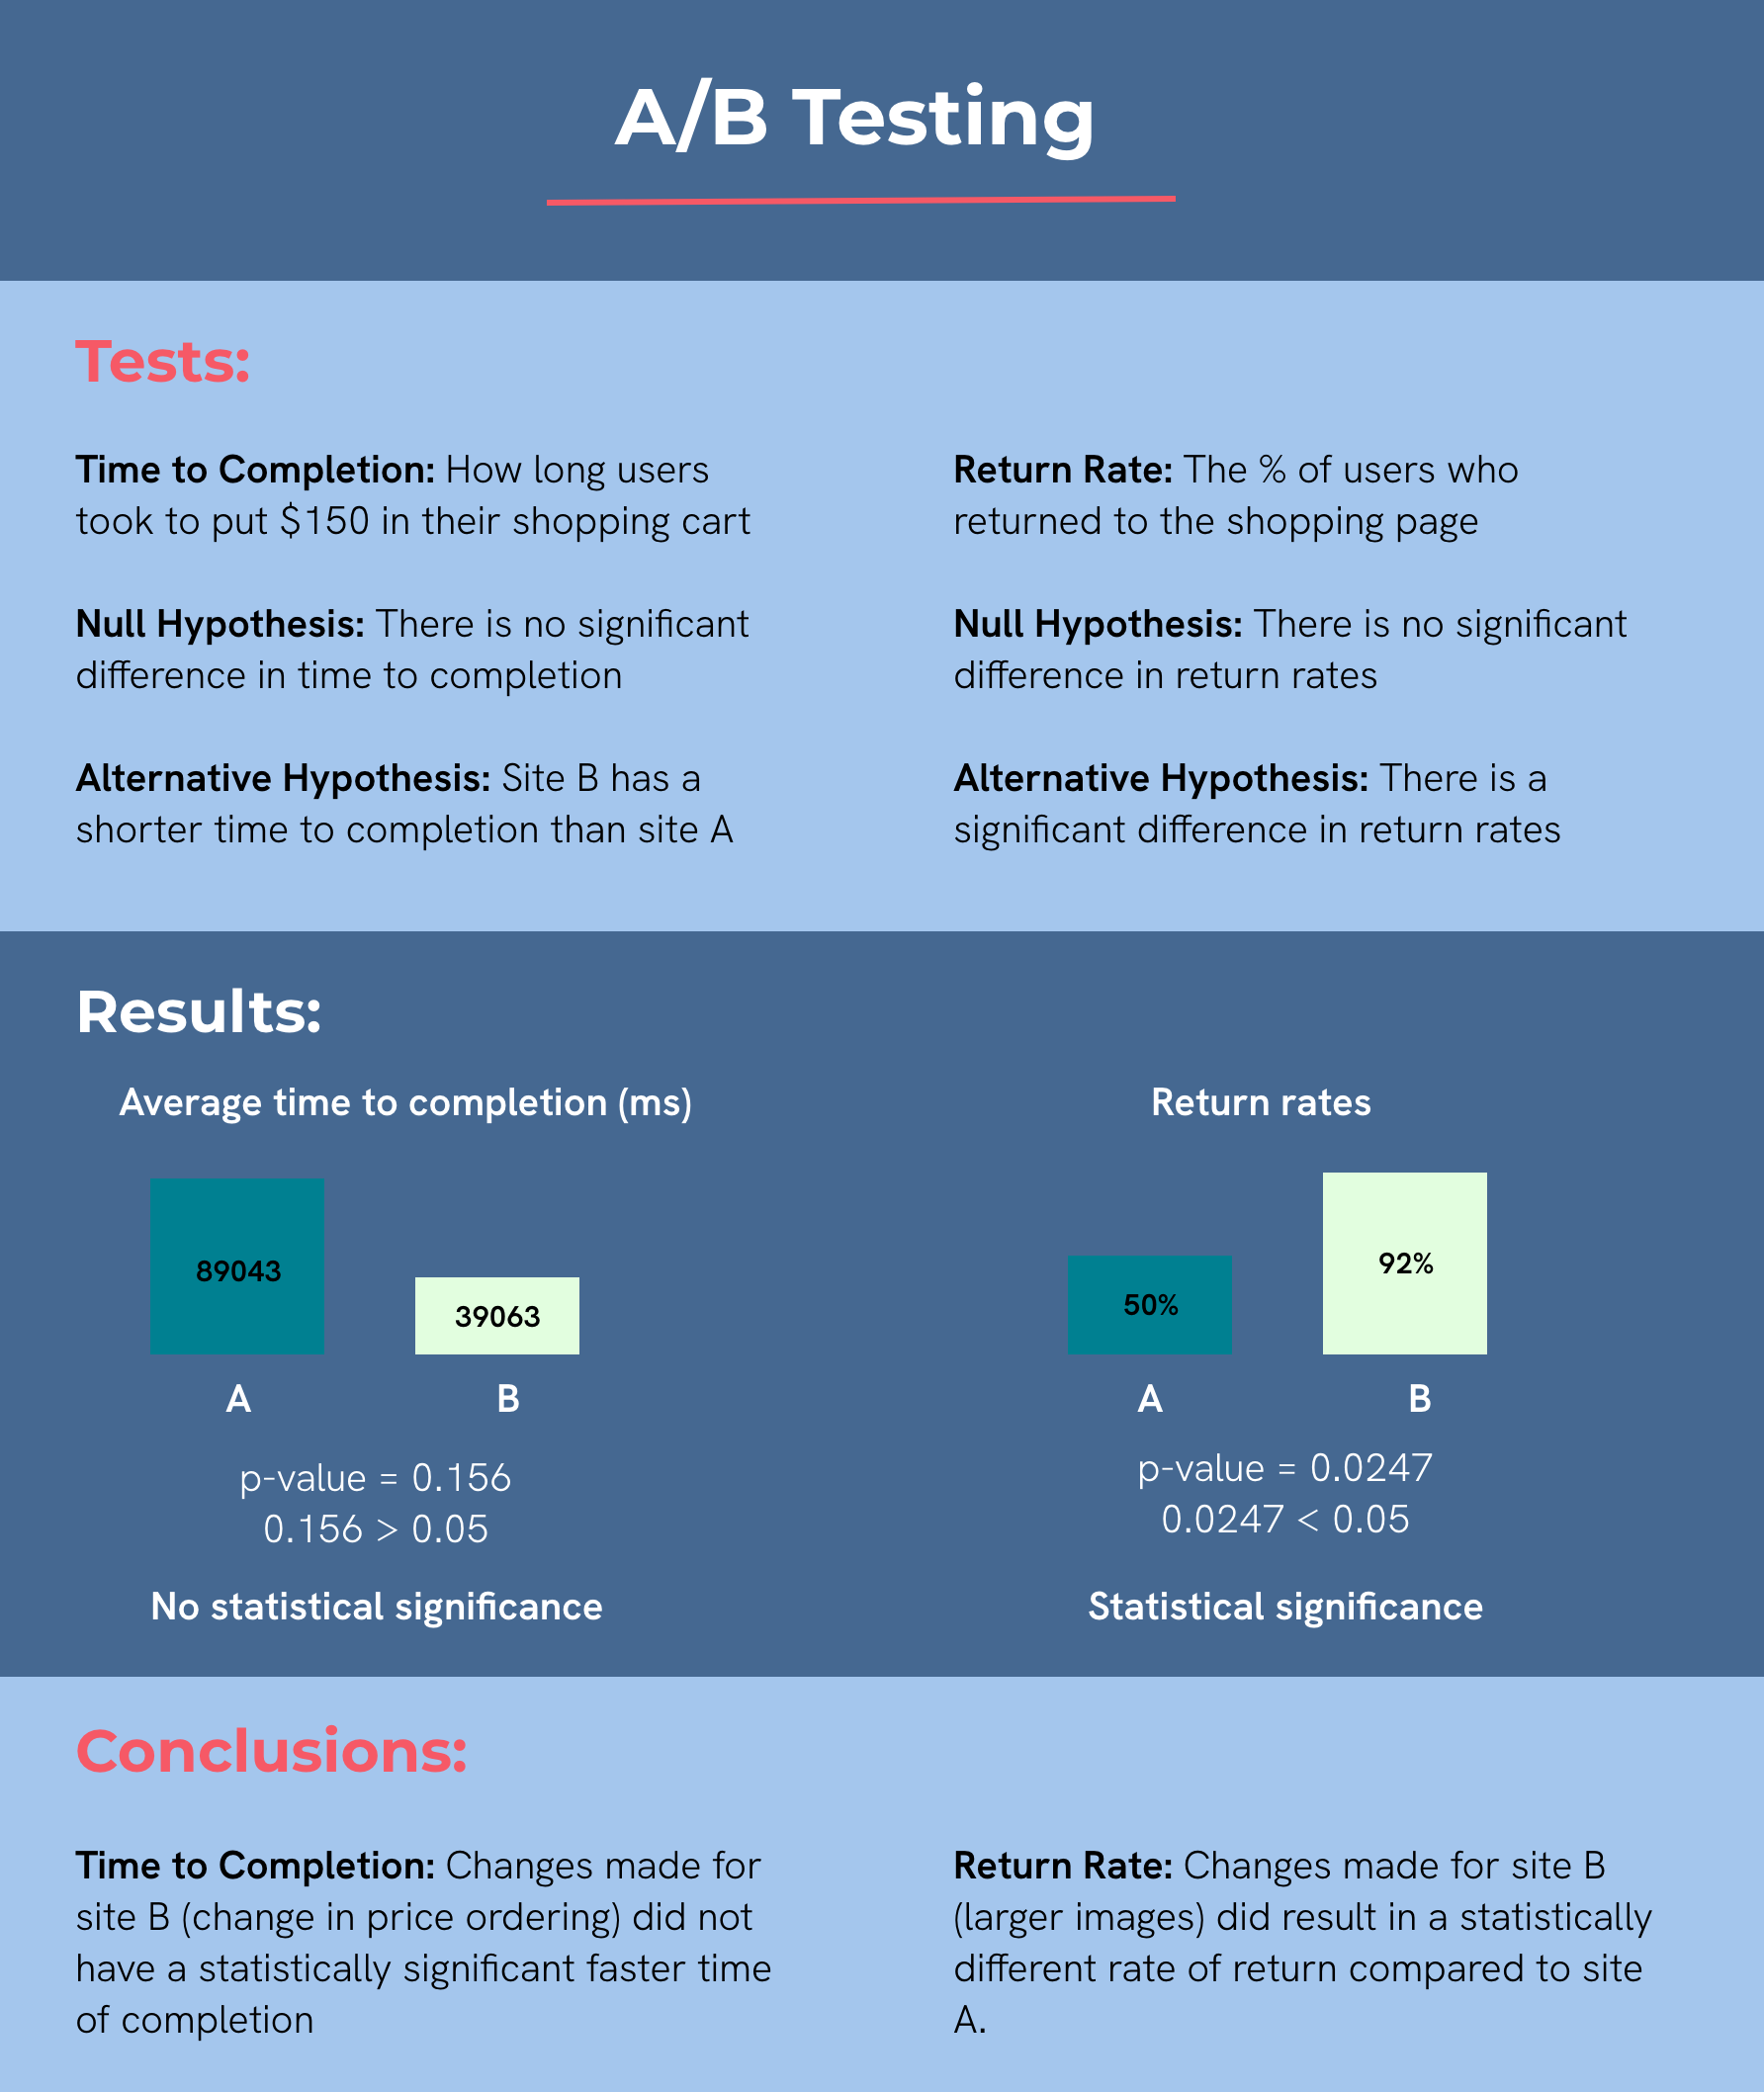 A/B Testing
Tests:
Time to Completion: How long users
took to put $150 in their shopping cart
Null Hypothesis: There is no significant
difference in time to completion
Alternative Hypothesis: Site B has a
shorter time to completion than site A
Return Rate: The % of users who
returned to the shopping page
Null Hypothesis: There is no significant
difference in return rates
Alternative Hypothesis: There is a
significant difference in return rates
Results:
Average time to completion (ms)
89043
39063
A
B
p-value = 0.156
0.156 > 0.05
No statistical significance
Return rates
50%
92%
A
B
p-value = 0.0247
0.0247 < 0.05
Statistical significance
Conclusions:
Time to Completion: Changes made for
site B (change in price ordering) did not
have a statistically significant faster time
of completion
Return Rate: Changes made for site B
(larger images) did result in a statistically
different rate of return compared to site
A.